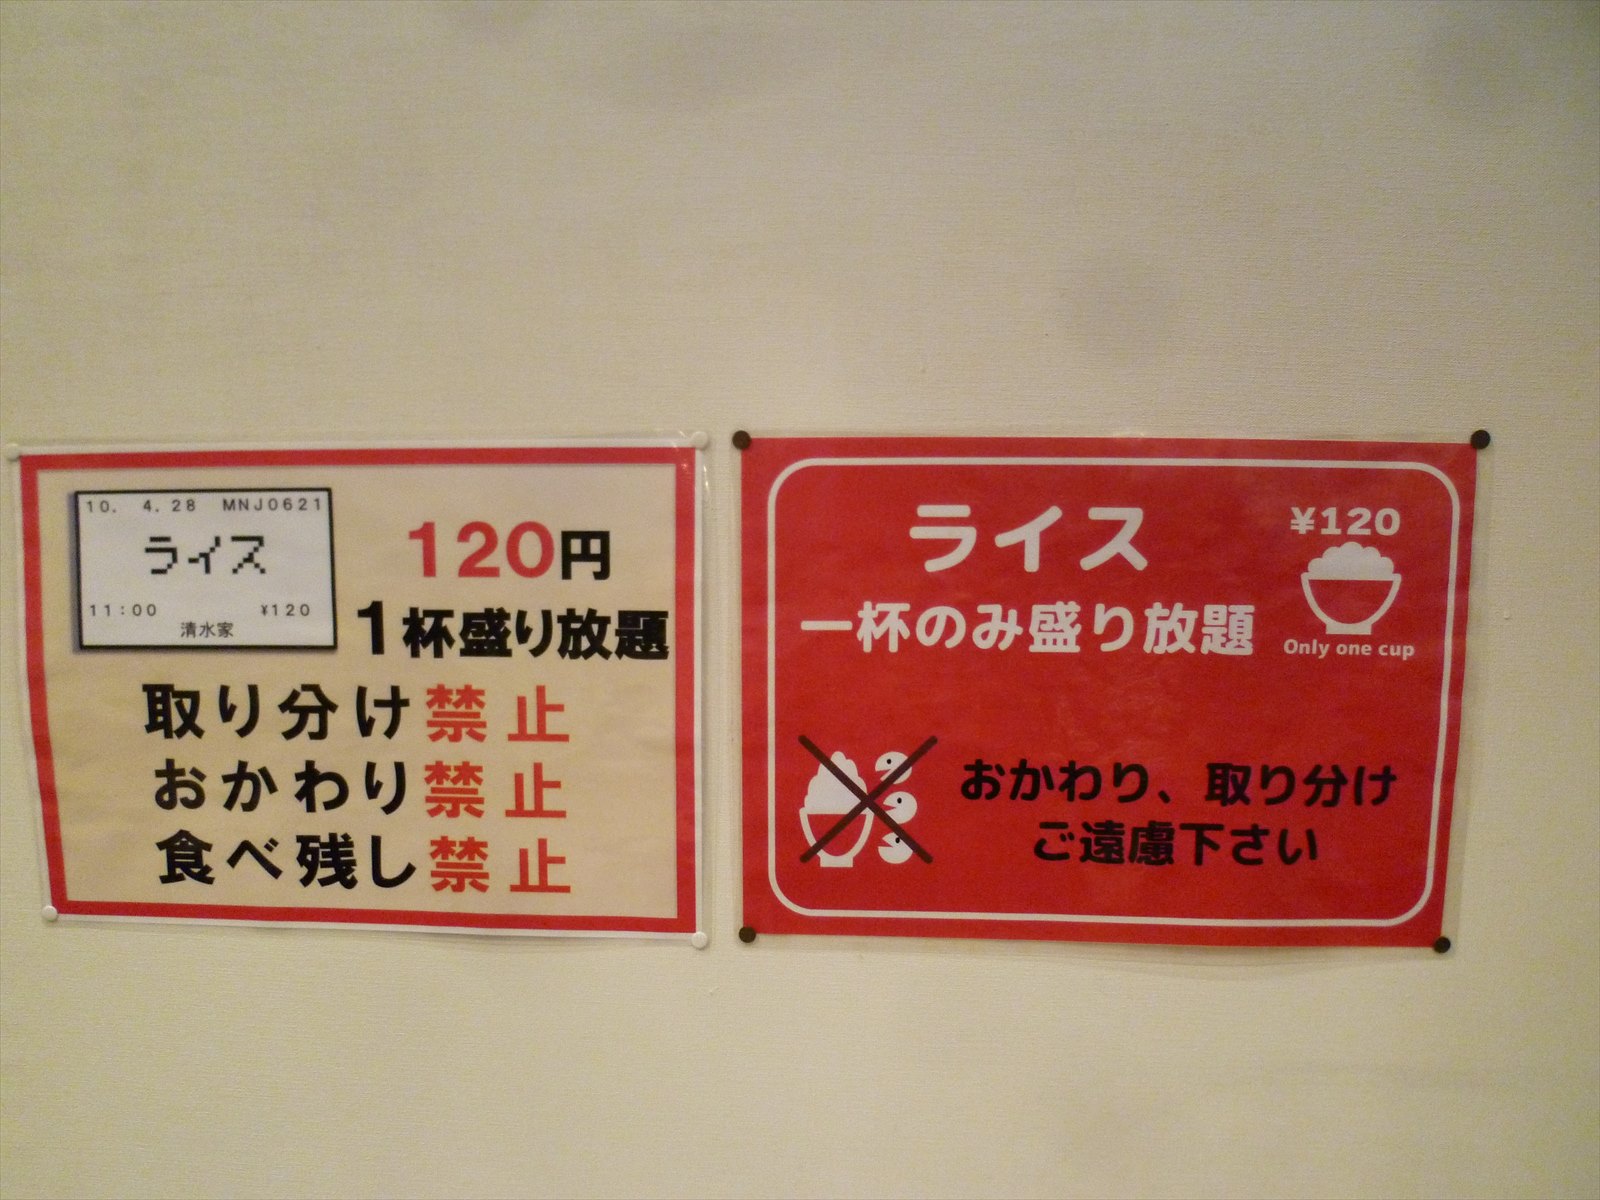 10. 4.28 MNJ0621
ライス
11:00 ¥120
清水家
120円
1杯盛り放題
取り分け禁止
おかわり禁止
食べ残し禁止
ライス
¥120
一杯のみ盛り放題
Only one cup
おかわり、取り分け
ご遠慮下さい